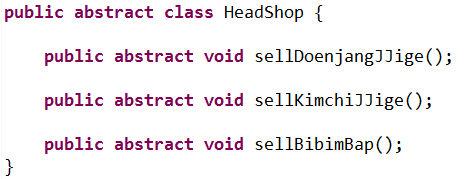 public abstract class HeadShop {
public abstract void sellDoenjangJJige();
public abstract void sellKimchiJJige();
public abstract void sellBibimBap();
}